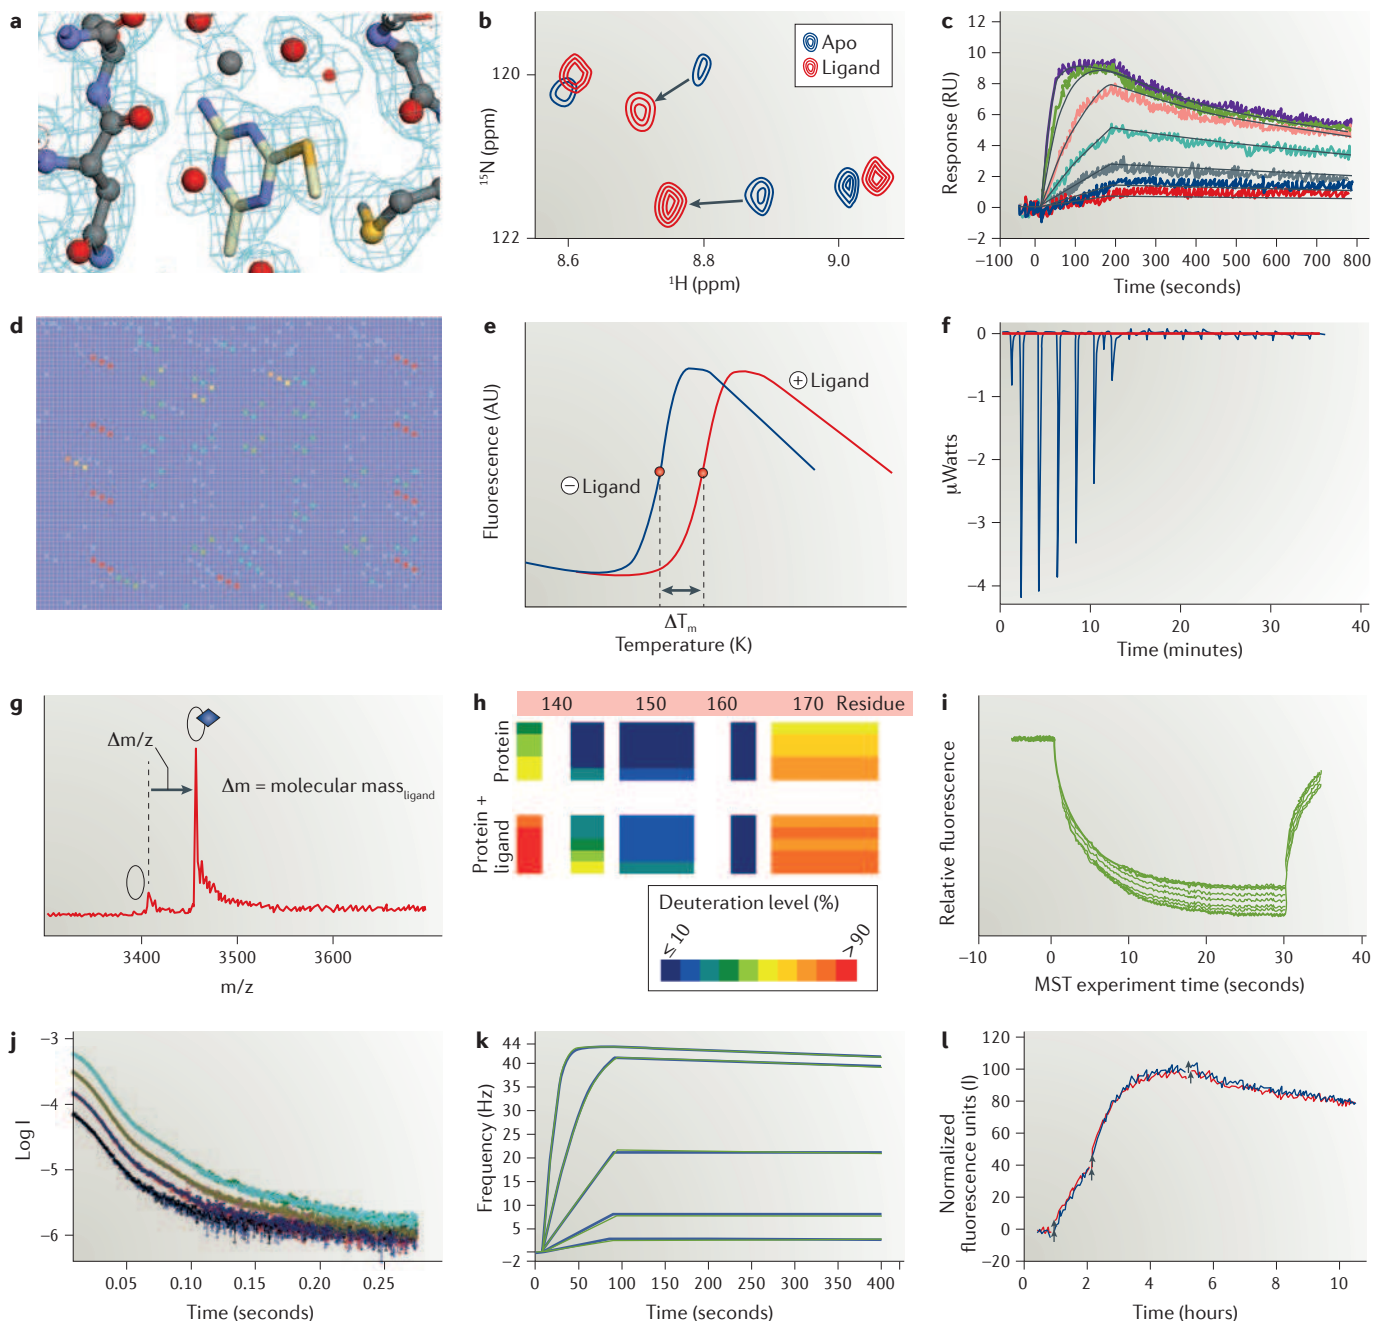 a
b
Apo
Ligand
120
122
¹⁵N (ppm)
8.6
8.8
9.0
¹H (ppm)
c
12
10
8
6
4
2
0
−2
Response (RU)
−100
0
100
200
300
400
500
600
700
800
Time (seconds)
d
e
Fluorescence (AU)
+ Ligand
− Ligand
ΔTm
Temperature (K)
f
0
−1
−2
−3
−4
µWatts
0
10
20
30
40
Time (minutes)
g
Δm/z
Δm = molecular mass ligand
3400
3500
3600
m/z
h
140
150
160
170
Residue
Protein
Protein +
ligand
Deuteration level (%)
≤ 10
> 90
i
Relative fluorescence
−10
0
10
20
30
40
MST experiment time (seconds)
j
−3
−4
−5
−6
Log I
0.05
0.10
0.15
0.20
0.25
Time (seconds)
k
44
40
35
30
25
20
15
10
5
−2
Frequency (Hz)
0
50
100
150
200
250
300
350
400
Time (seconds)
l
120
100
80
60
40
20
0
−20
Normalized
fluorescence units (I)
0
2
4
6
8
10
Time (hours)